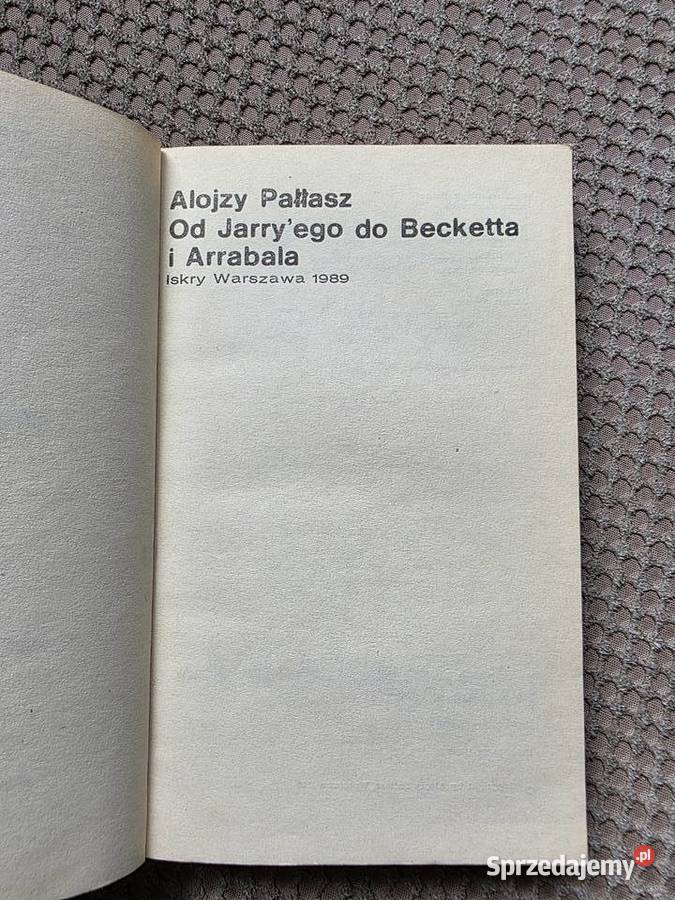 Alojzy Pałłasz
Od Jarry'ego do Becketta
i Arrabala
Iskry Warszawa 1989
Sprzedajemy.pl